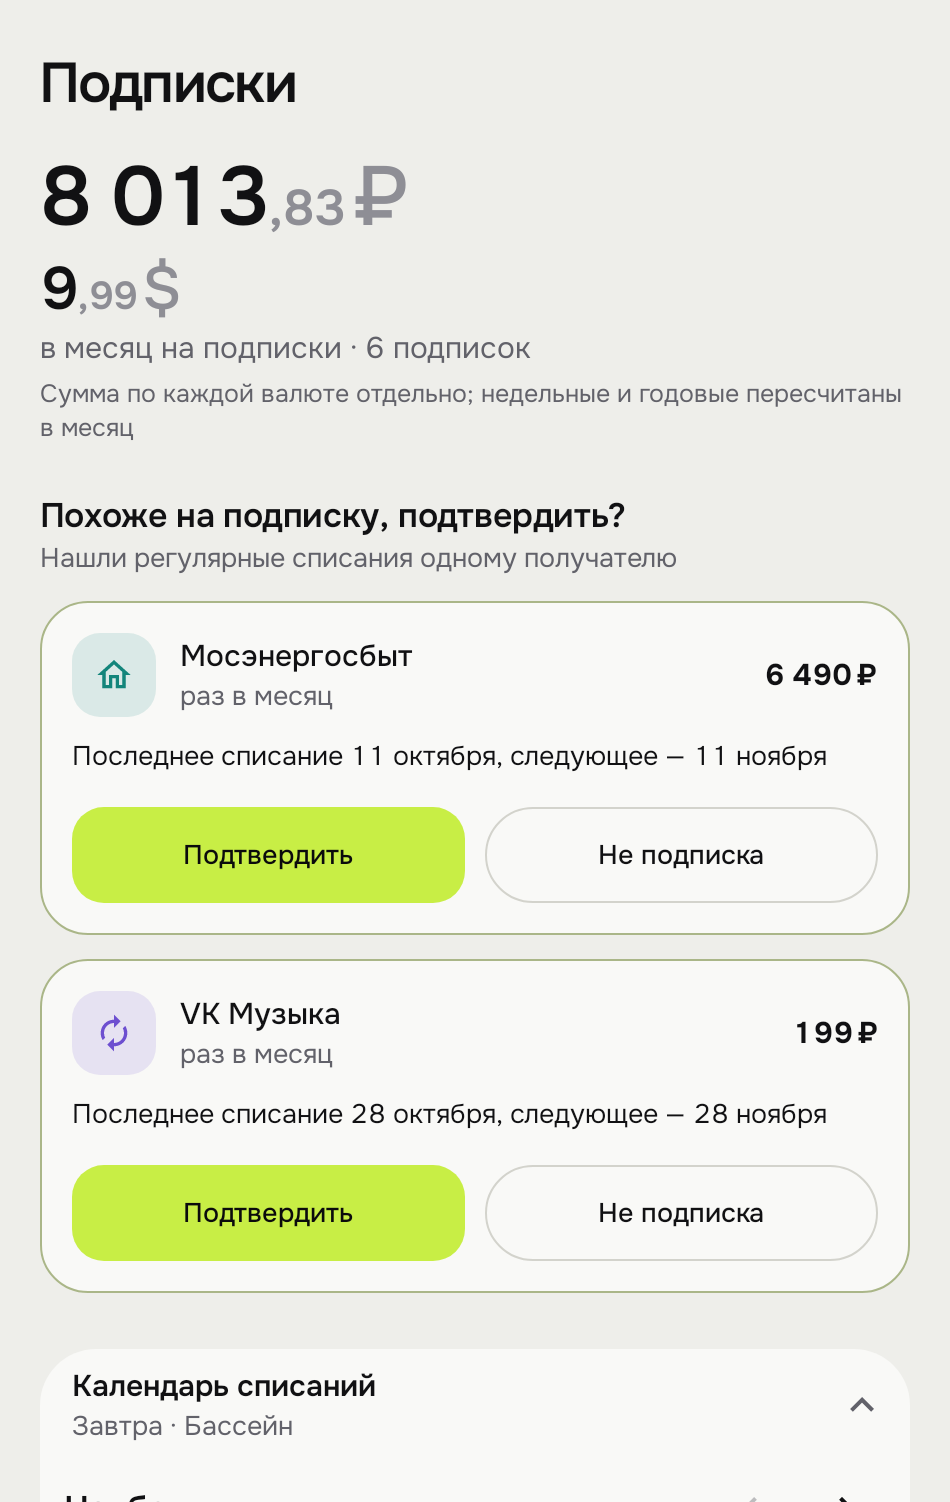 Подписки
8 013,83 ₽
9,99 $
в месяц на подписки · 6 подписок
Сумма по каждой валюте отдельно; недельные и годовые пересчитаны
в месяц
Похоже на подписку, подтвердить?
Нашли регулярные списания одному получателю
Мосэнергосбыт
раз в месяц
6 490 ₽
Последнее списание 11 октября, следующее — 11 ноября
Подтвердить
Не подписка
VK Музыка
раз в месяц
199 ₽
Последнее списание 28 октября, следующее — 28 ноября
Подтвердить
Не подписка
Календарь списаний
Завтра · Бассейн